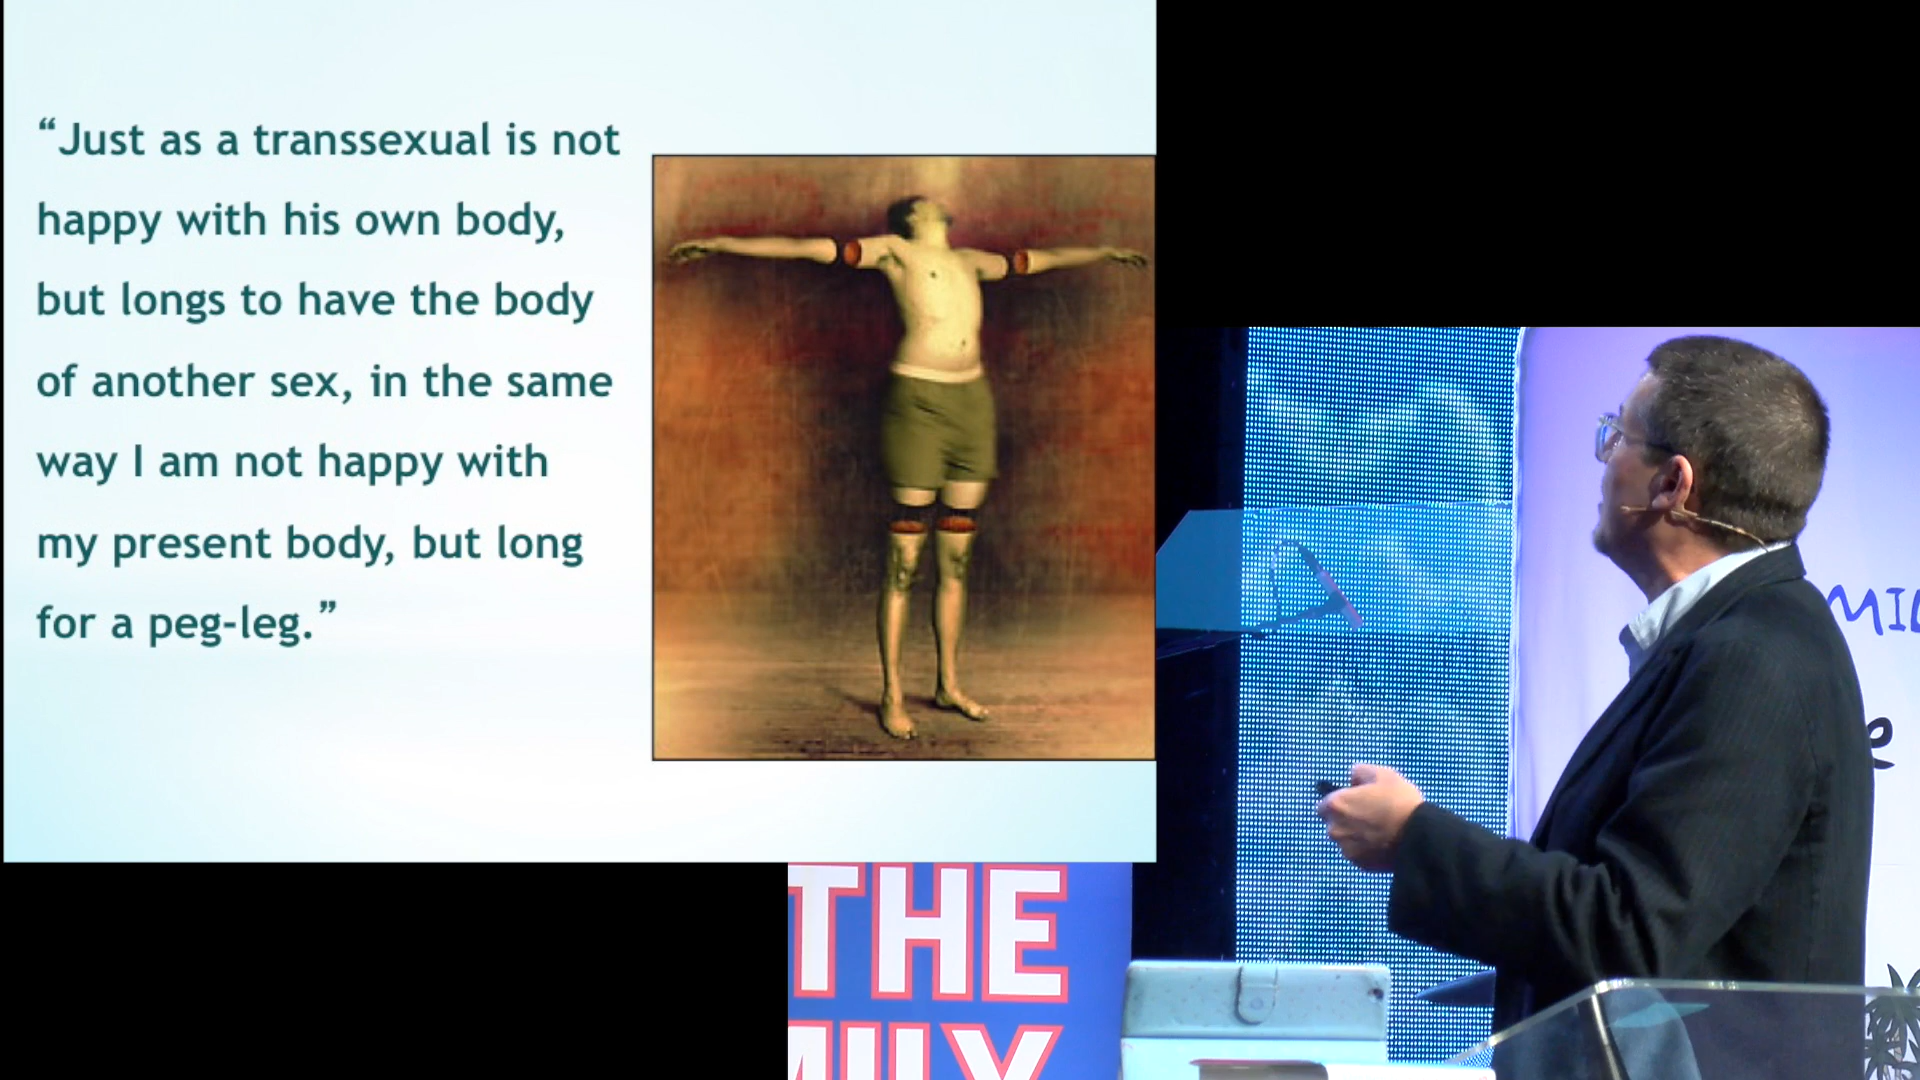 “Just as a transsexual is not
happy with his own body,
but longs to have the body
of another sex, in the same
way I am not happy with
my present body, but long
for a peg-leg.”
THE